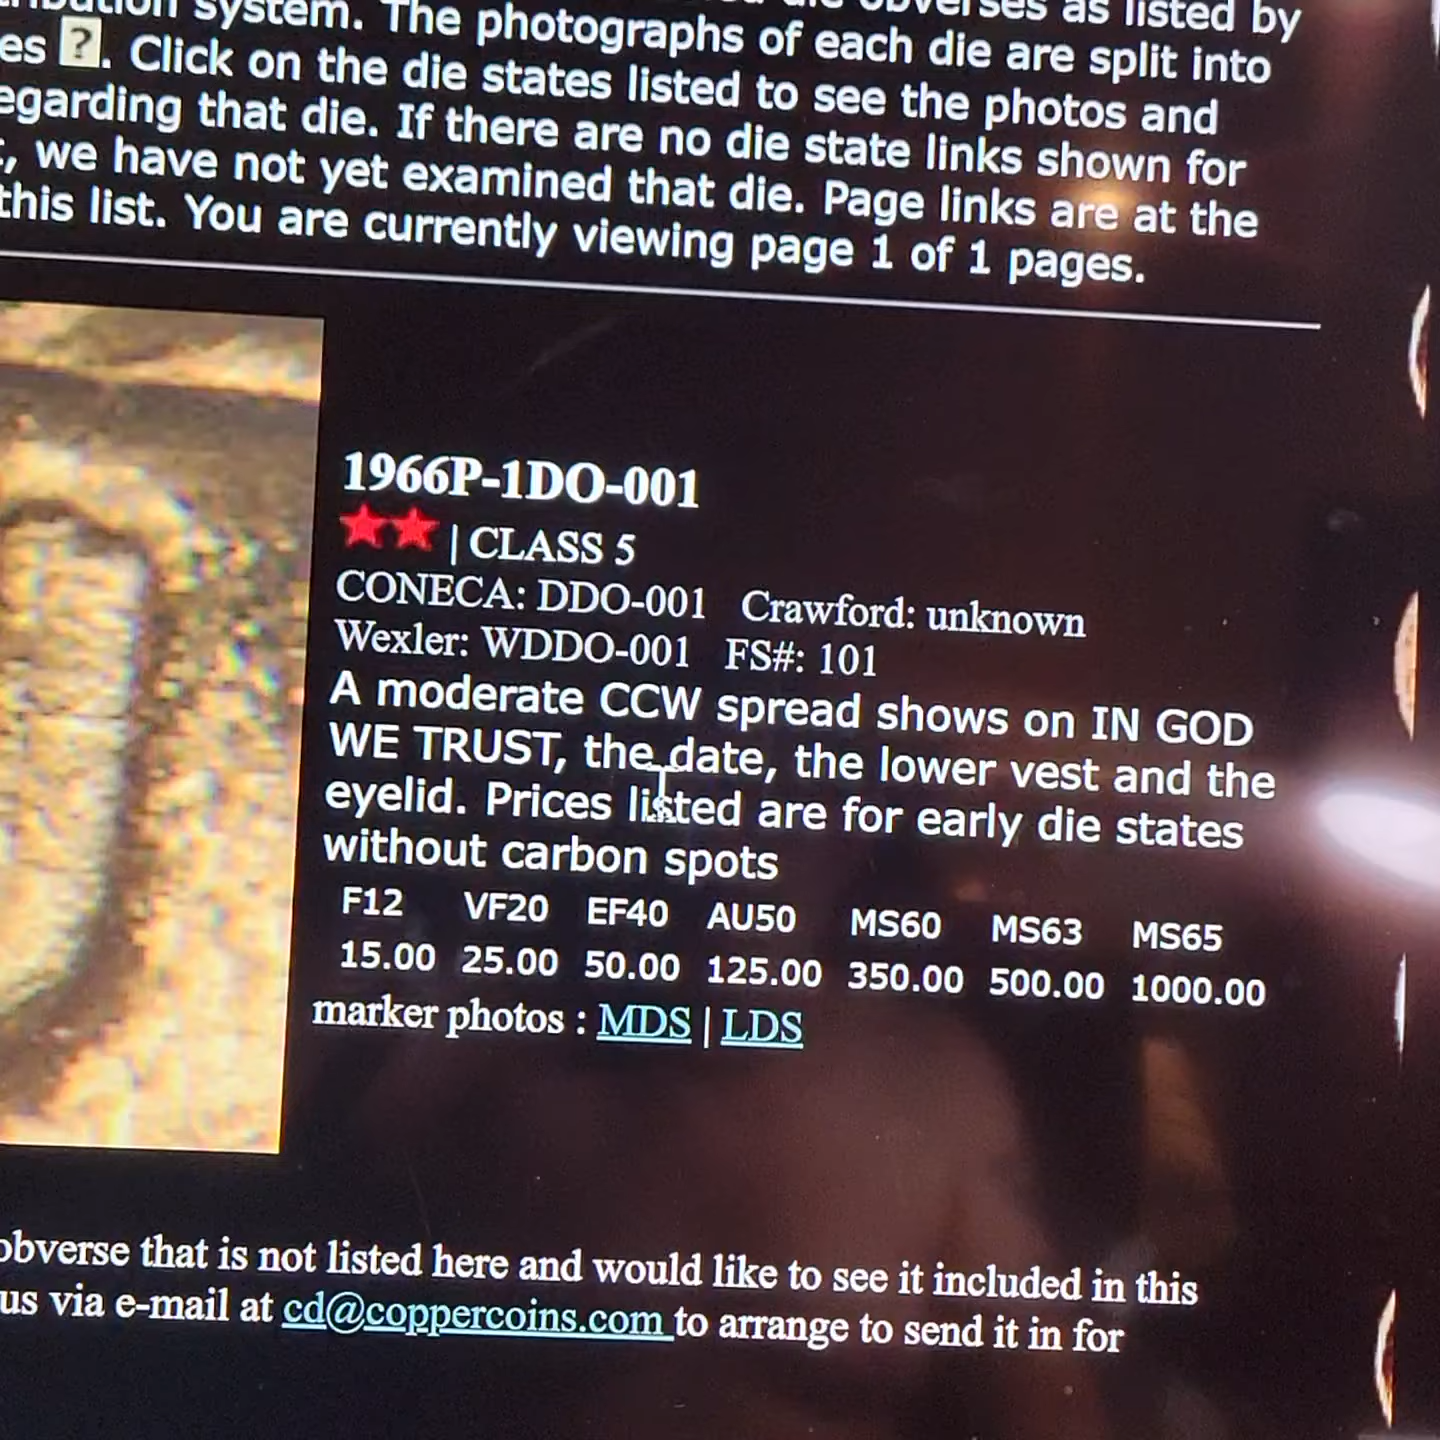 system. The photographs of each die are split into
es ?. Click on the die states listed to see the photos and
egarding that die. If there are no die state links shown for
, we have not yet examined that die. Page links are at the
this list. You are currently viewing page 1 of 1 pages.
1966P-1DO-001
| CLASS 5
CONECA: DDO-001 Crawford: unknown
Wexler: WDDO-001 FS#: 101
A moderate CCW spread shows on IN GOD
WE TRUST, the date, the lower vest and the
eyelid. Prices listed are for early die states
without carbon spots
F12 VF20 EF40 AU50 MS60 MS63 MS65
15.00 25.00 50.00 125.00 350.00 500.00 1000.00
marker photos : MDS | LDS
obverse that is not listed here and would like to see it included in this
us via e-mail at cd@coppercoins.com to arrange to send it in for